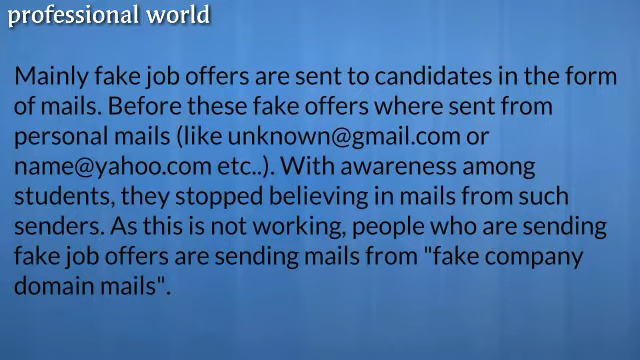 professional world
Mainly fake job offers are sent to candidates in the form
of mails. Before these fake offers where sent from
personal mails (like unknown@gmail.com or
name@yahoo.com etc..). With awareness among
students, they stopped believing in mails from such
senders. As this is not working, people who are sending
fake job offers are sending mails from "fake company
domain mails".